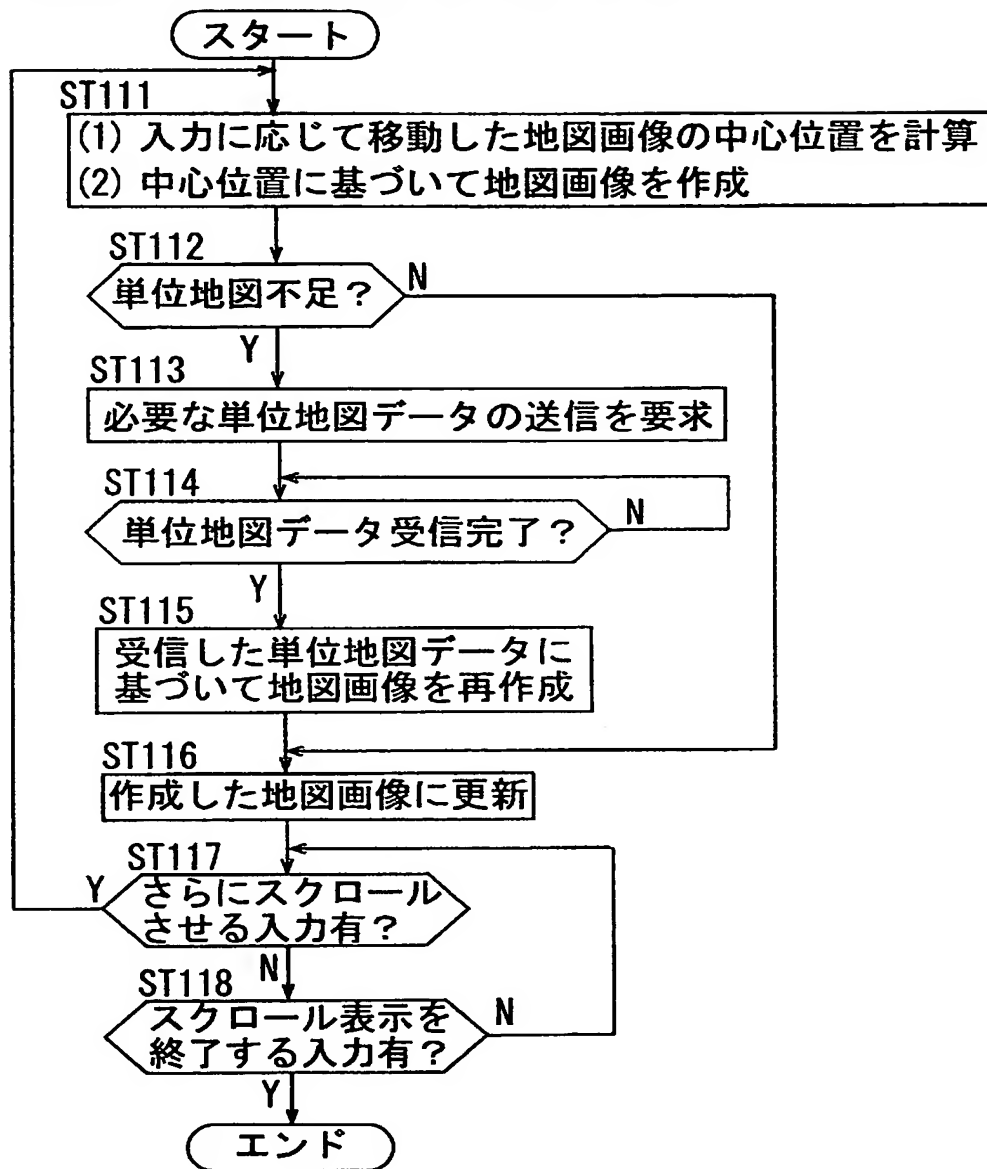 スタート
ST111
(1) 入力に応じて移動した地図画像の中心位置を計算
(2) 中心位置に基づいて地図画像を作成
ST112
単位地図不足?
N
Y
ST113
必要な単位地図データの送信を要求
ST114
単位地図データ受信完了?
N
Y
ST115
受信した単位地図データに
基づいて地図画像を再作成
ST116
作成した地図画像に更新
ST117
Y
さらにスクロール
させる入力有?
N
ST118
スクロール表示を
終了する入力有?
N
Y
エンド